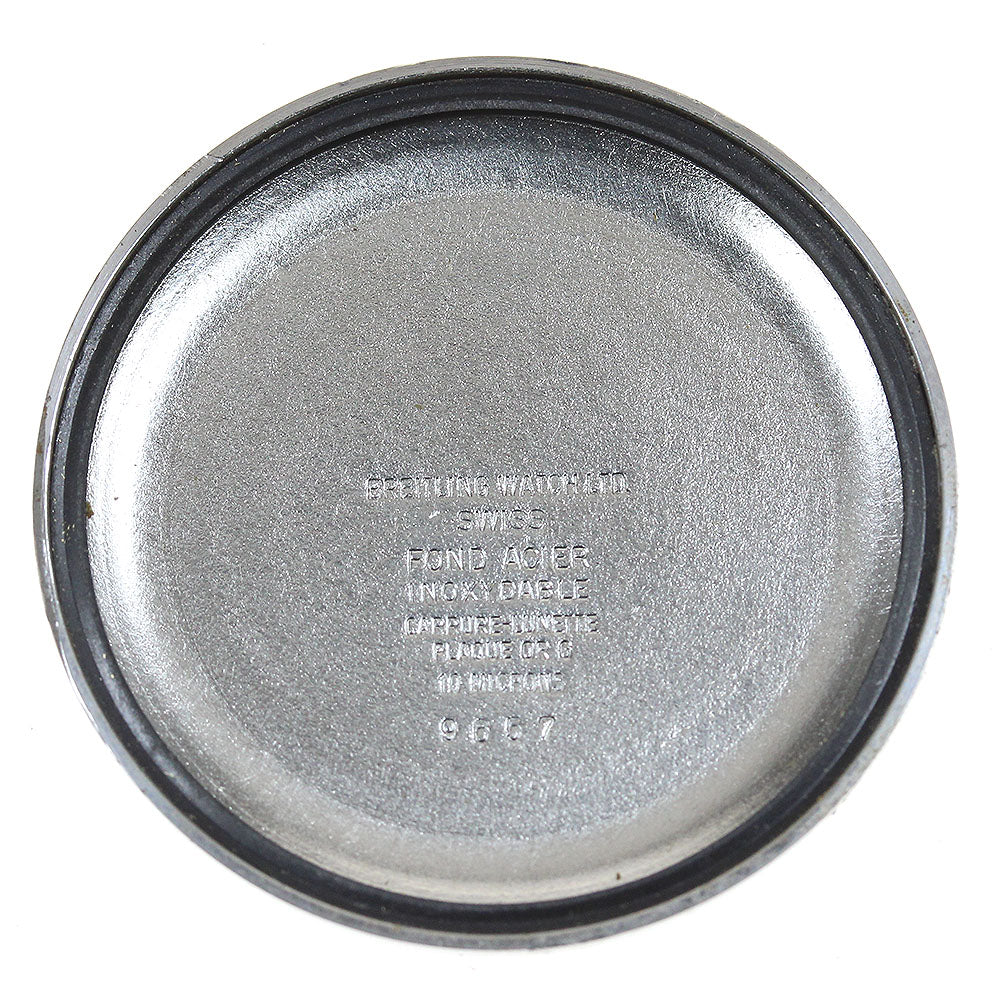 BREITLING WATCH LTD.
SWISS
FOND ACIER
INOXYDABLE
CARRURE-LUNETTE
PLAQUE OR G
10 MICRONS
9657